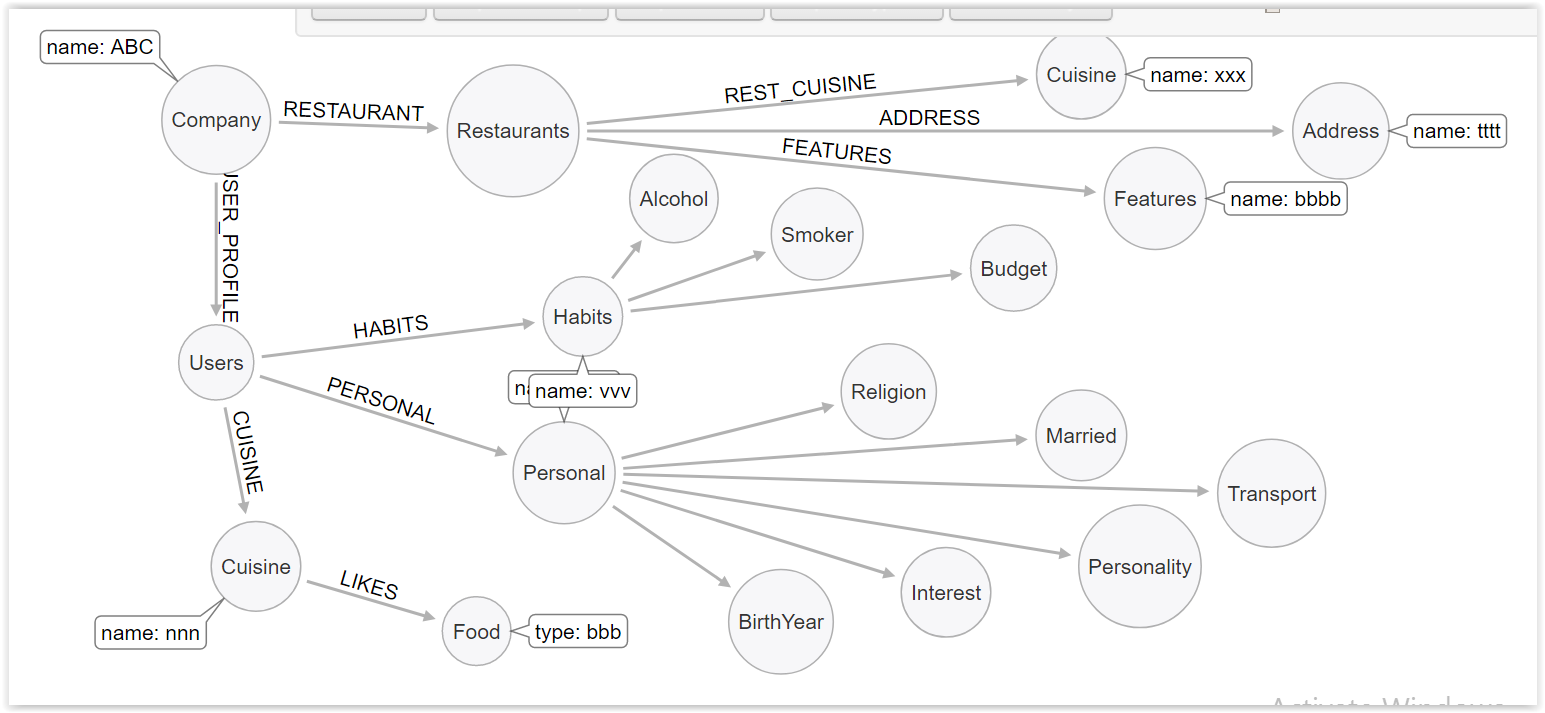 name: ABC
Company
RESTAURANT
Restaurants
REST_CUISINE
Cuisine
name: xxx
ADDRESS
Address
name: tttt
FEATURES
Features
name: bbbb
USER_PROFILE
Alcohol
Smoker
Budget
Habits
HABITS
Users
name: vvv
PERSONAL
Personal
Religion
Married
Transport
Personality
Interest
BirthYear
CUISINE
Cuisine
name: nnn
LIKES
Food
type: bbb
Activate Windows